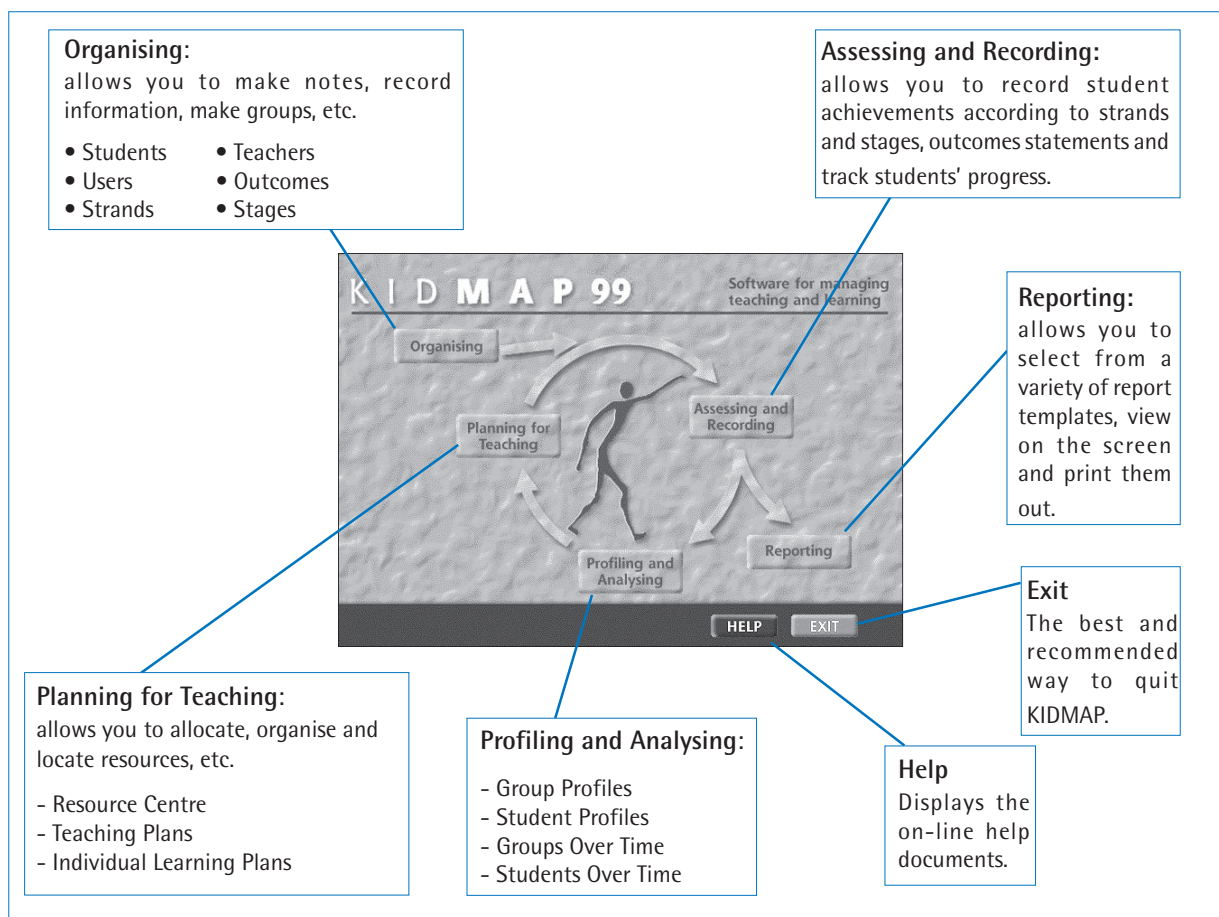 Organising:
allows you to make notes, record
information, make groups, etc.
• Students • Teachers
• Users • Outcomes
• Strands • Stages
Assessing and Recording:
allows you to record student
achievements according to strands
and stages, outcomes statements and
track students' progress.
KIDMAP 99
Software for managing
teaching and learning
Organising
Assessing and
Recording
Planning for
Teaching
Reporting
Profiling and
Analysing
HELP EXIT
Reporting:
allows you to
select from a
variety of report
templates, view
on the screen
and print them
out.
Exit
The best and
recommended
way to quit
KIDMAP.
Planning for Teaching:
allows you to allocate, organise and
locate resources, etc.
- Resource Centre
- Teaching Plans
- Individual Learning Plans
Profiling and Analysing:
- Group Profiles
- Student Profiles
- Groups Over Time
- Students Over Time
Help
Displays the
on-line help
documents.